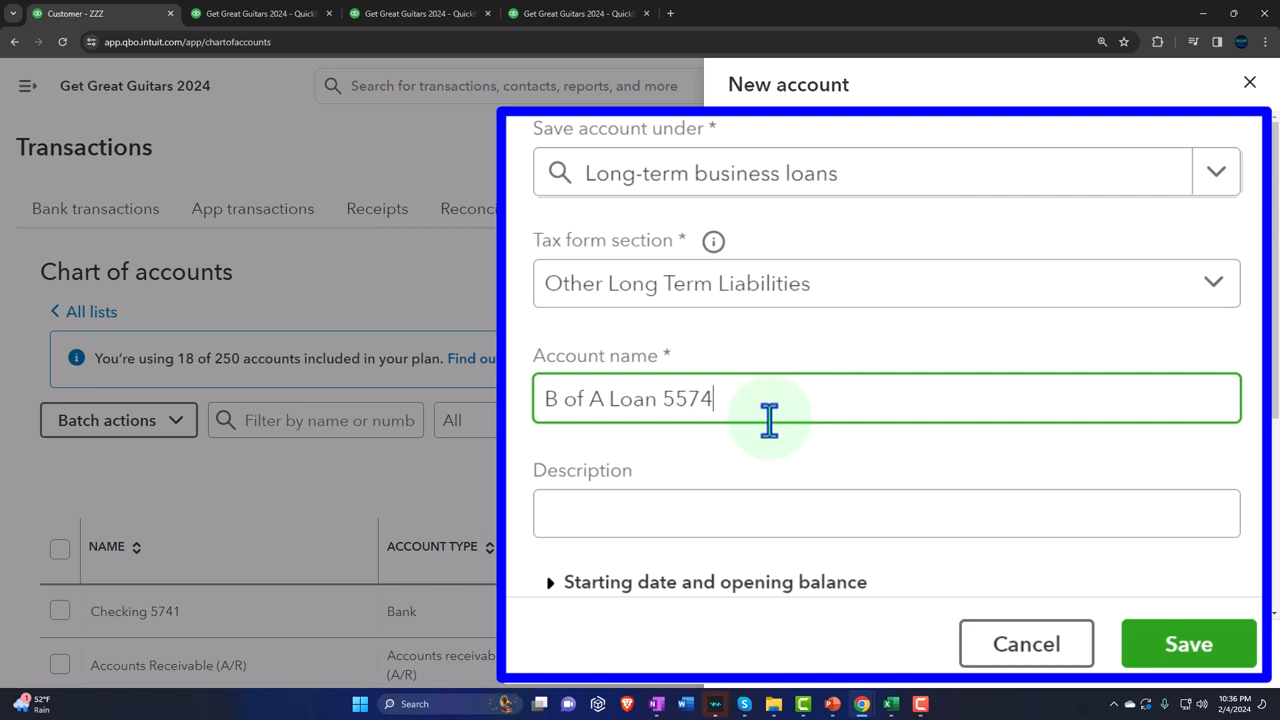 Customer - ZZZ
Get Great Guitars 2024 - Quick
Get Great Guitars 2024 - Quick
Get Great Guitars 2024 - Quick
app.qbo.intuit.com/app/chartofaccounts
Get Great Guitars 2024
Search for transactions, contacts, reports, and more
New account
Transactions
Bank transactions
App transactions
Receipts
Reconci
Chart of accounts
All lists
You're using 18 of 250 accounts included in your plan. Find ou
Batch actions
Filter by name or numb
All
NAME
ACCOUNT TYPE
Checking 5741
Bank
Accounts Receivable (A/R)
Accounts receivab
(A/R)
Save account under *
Long-term business loans
Tax form section *
Other Long Term Liabilities
Account name *
B of A Loan 5574
Description
Starting date and opening balance
Cancel
Save
52°F
Rain
Search
10:36 PM
2/4/2024